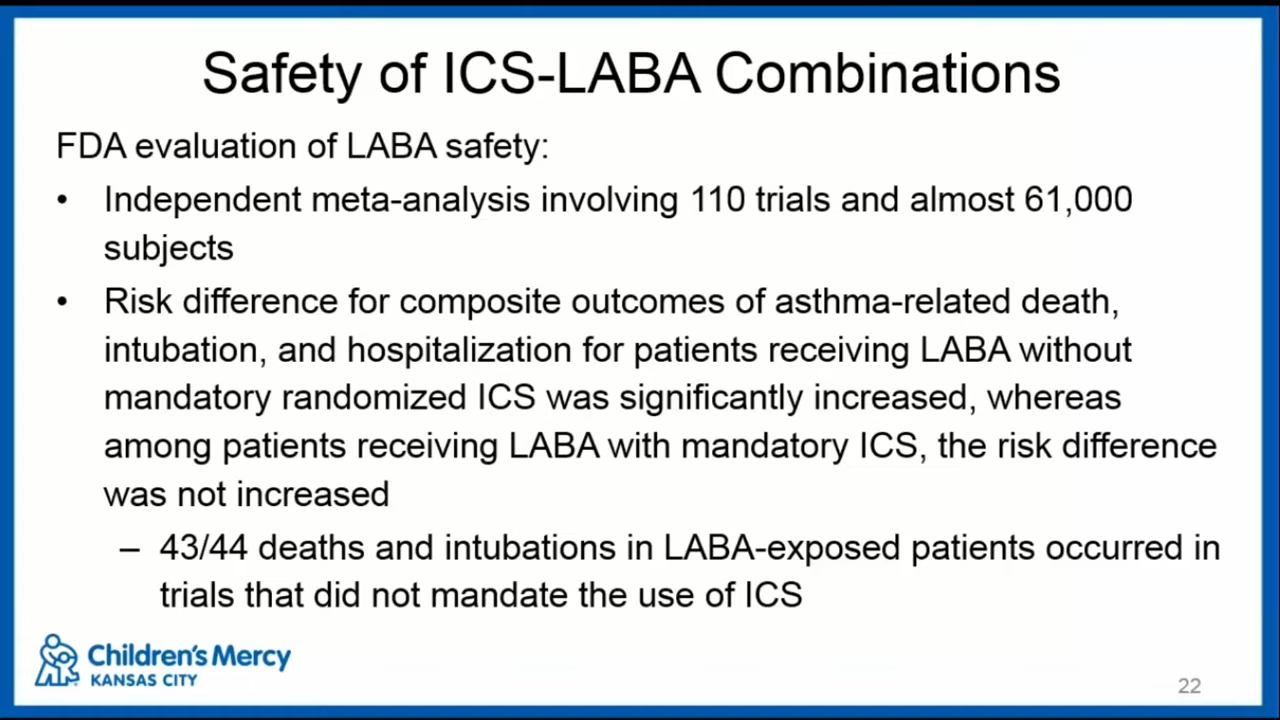 Safety of ICS-LABA Combinations
FDA evaluation of LABA safety:
• Independent meta-analysis involving 110 trials and almost 61,000
subjects
• Risk difference for composite outcomes of asthma-related death,
intubation, and hospitalization for patients receiving LABA without
mandatory randomized ICS was significantly increased, whereas
among patients receiving LABA with mandatory ICS, the risk difference
was not increased
– 43/44 deaths and intubations in LABA-exposed patients occurred in
trials that did not mandate the use of ICS
Children's Mercy
KANSAS CITY
22